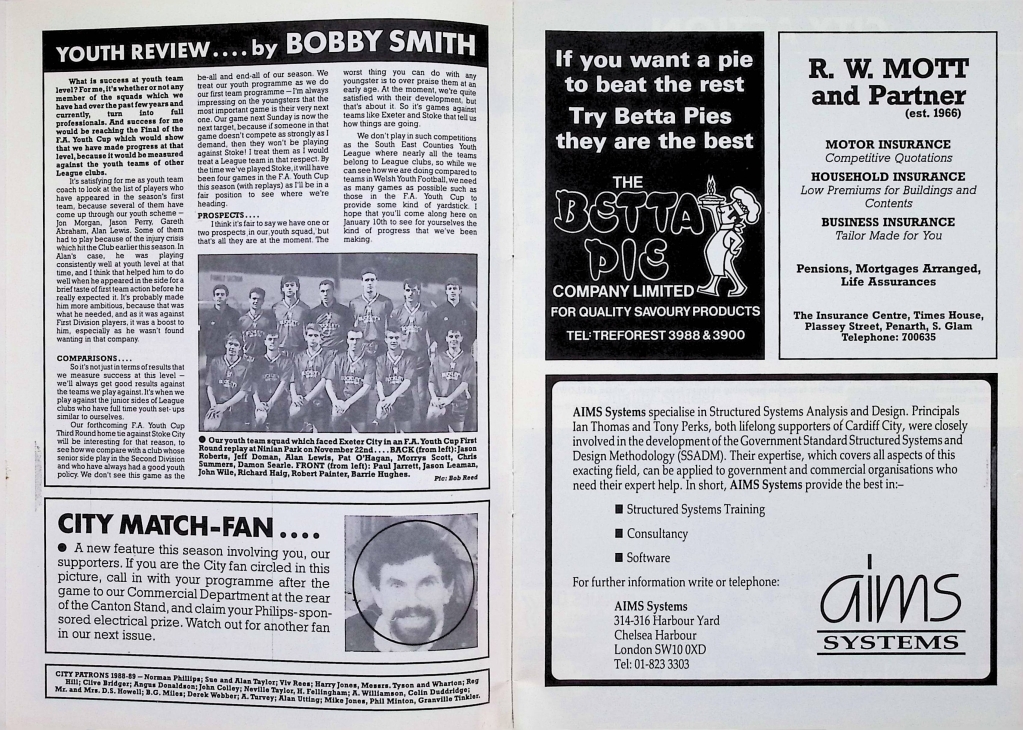 YOUTH REVIEW....by BOBBY SMITH
What is success at youth team
level? For me, it's whether or not any
member of the squads which we
have had over the past few years and
currently, turn into full
professionals. And success for me
would be reaching the Final of the
F.A. Youth Cup which would show
that we have made progress at that
level, because it would be measured
against the youth teams of other
League clubs.
It's satisfying for me as youth team
coach to look at the list of players who
have appeared in the season's first
team, because several of them have
come up through our youth scheme —
Jon Morgan, Jason Perry, Gareth
Abraham, Alan Lewis. Some of them
had to play because of the injury crisis
which hit the Club earlier this season. In
Alan's case, he was playing
consistently well at youth level at that
time, and I think that helped him to do
well when he appeared in the side for a
brief taste of first team action before he
really expected it. It's probably made
him more ambitious, because that was
what he needed, and as it was against
First Division players, it was a boost to
him, especially as he wasn't found
wanting in that company.
COMPARISONS....
So it's not just in terms of results that
we measure success at this level —
we'll always get good results against
the teams we play against. It's when we
play against the junior sides of League
clubs who have full time youth set-ups
similar to ourselves.
Our forthcoming F.A. Youth Cup
Third Round home tie against Stoke City
will be interesting for that reason, to
see how we compare with a club whose
senior side play in the Second Division
and who have always had a good youth
policy. We don't see this game as the
be-all and end-all of our season. We
treat our youth programme as we do
our first team programme — I'm always
impressing on the youngsters that the
most important game is their very next
one. Our game next Sunday is now the
next target, because if someone in that
game doesn't compete as strongly as I
demand, then they won't be playing
against Stoke! I treat them as I would
treat a League team in that respect. By
the time we've played Stoke, it will have
been four games in the F.A. Youth Cup
this season (with replays) as I'll be in a
fair position to see where we're
heading.
PROSPECTS....
I think it's fair to say we have one or
two prospects in our youth squad, but
that's all they are at the moment. The
worst thing you can do with any
youngster is to over praise them at an
early age. At the moment, we're quite
satisfied with their development, but
that's about it. So it's games against
teams like Exeter and Stoke that tell us
how things are going.
We don't play in such competitions
as the South East Counties Youth
League where nearly all the teams
belong to League clubs, so while we
can see how we are doing compared to
teams in Welsh Youth Football, we need
as many games as possible such as
those in the F.A. Youth Cup to
provide some kind of yardstick. I
hope that you'll come along here on
January 10th to see for yourselves the
kind of progress that we've been
making.
● Our youth team squad which faced Exeter City in an F.A. Youth Cup First
Round replay at Ninian Park on November 22nd....BACK (from left): Jason
Roberts, Jeff Doman, Alan Lewis, Pat O'Hagan, Morrys Scott, Chris
Summers, Damon Searle. FRONT (from left): Paul Jarrett, Jason Leaman,
John Wile, Richard Haig, Robert Painter, Barrie Hughes.
Pic: Bob Reed
CITY MATCH-FAN ....
● A new feature this season involving you, our
supporters. If you are the City fan circled in this
picture, call in with your programme after the
game to our Commercial Department at the rear
of the Canton Stand, and claim your Philips-spon-
sored electrical prize. Watch out for another fan
in our next issue.
CITY PATRONS 1988-89 — Norman Phillips; Sue and Alan Taylor; Viv Rees; Harry Jones, Messrs. Tyson and Wharton; Reg
Hill; Clive Bridger; Angus Donaldson; John Colley; Neville Taylor, H. Fellingham; A. Williamson, Colin Duddridge;
Mr. and Mrs. D.S. Howell; B.G. Miles; Derek Webber; A. Turvey; Alan Utting; Mike Jones, Phil Minton, Granville Tinkler.
If you want a pie
to beat the rest
Try Betta Pies
they are the best
THE
BETTA
PIE
COMPANY LIMITED
FOR QUALITY SAVOURY PRODUCTS
TEL: TREFOREST 3988 & 3900
R. W. MOTT
and Partner
(est. 1966)
MOTOR INSURANCE
Competitive Quotations
HOUSEHOLD INSURANCE
Low Premiums for Buildings and
Contents
BUSINESS INSURANCE
Tailor Made for You
Pensions, Mortgages Arranged,
Life Assurances
The Insurance Centre, Times House,
Plassey Street, Penarth, S. Glam
Telephone: 700635
AIMS Systems specialise in Structured Systems Analysis and Design. Principals
Ian Thomas and Tony Perks, both lifelong supporters of Cardiff City, were closely
involved in the development of the Government Standard Structured Systems and
Design Methodology (SSADM). Their expertise, which covers all aspects of this
exacting field, can be applied to government and commercial organisations who
need their expert help. In short, AIMS Systems provide the best in:–
■ Structured Systems Training
■ Consultancy
■ Software
For further information write or telephone:
AIMS Systems
314-316 Harbour Yard
Chelsea Harbour
London SW10 0XD
Tel: 01-823 3303
aims
SYSTEMS